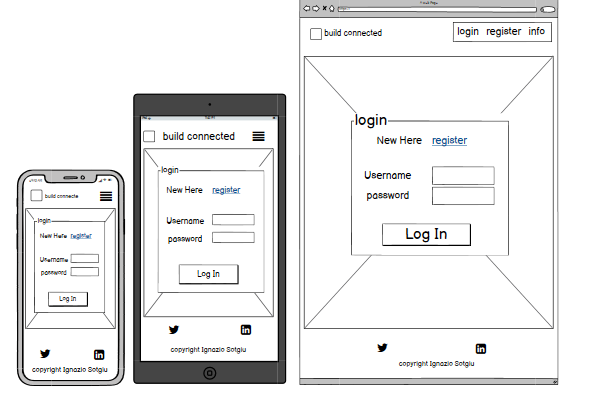 build connecte
login
New Here register
Username
password
Log In
copyright Ignazio Sotgiu
build connected
login
New Here register
Username
password
Log In
copyright Ignazio Sotgiu
build connected
login register info
login
New Here register
Username
password
Log In
copyright Ignazio Sotgiu